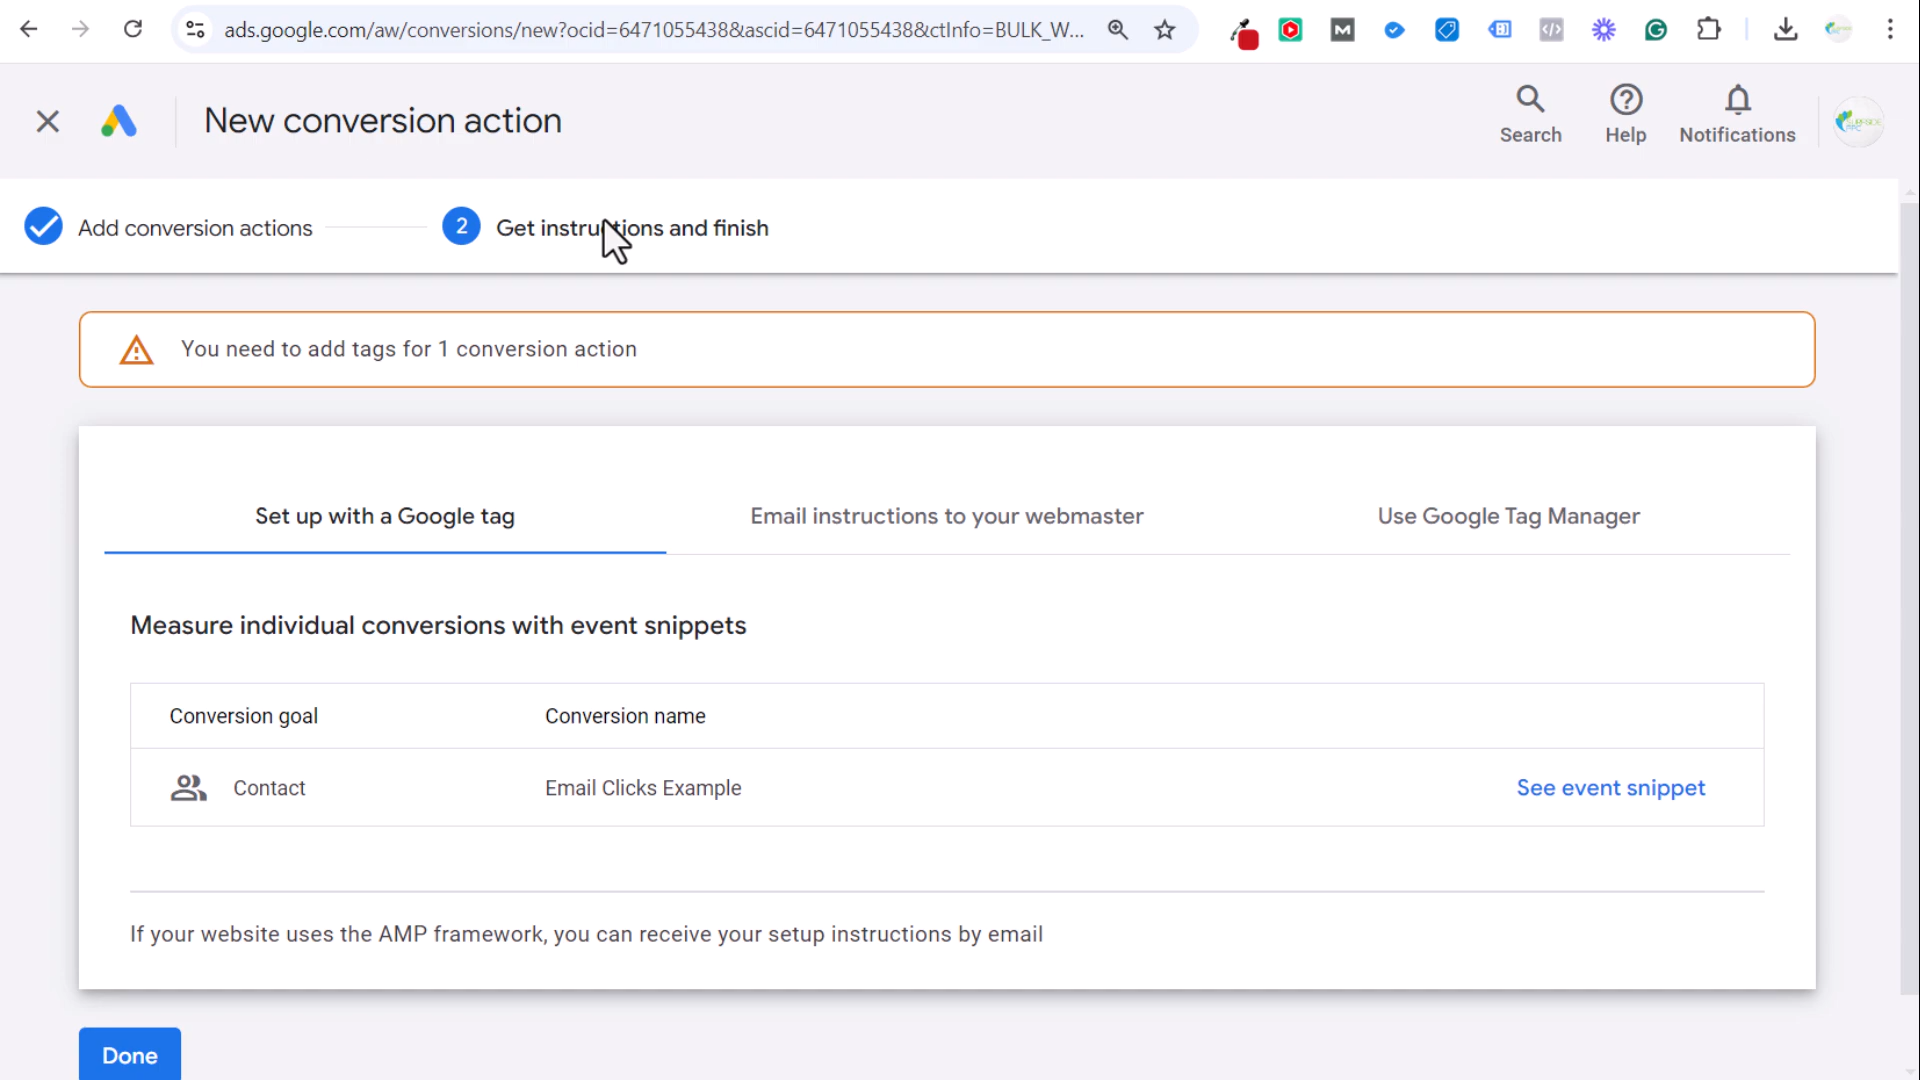 ads.google.com/aw/conversions/new?ocid=6471055438&ascid=6471055438&ctInfo=BULK_W...
New conversion action
Search
Help
Notifications
Add conversion actions
2
Get instructions and finish
You need to add tags for 1 conversion action
Set up with a Google tag
Email instructions to your webmaster
Use Google Tag Manager
Measure individual conversions with event snippets
Conversion goal
Conversion name
Contact
Email Clicks Example
See event snippet
If your website uses the AMP framework, you can receive your setup instructions by email
Done